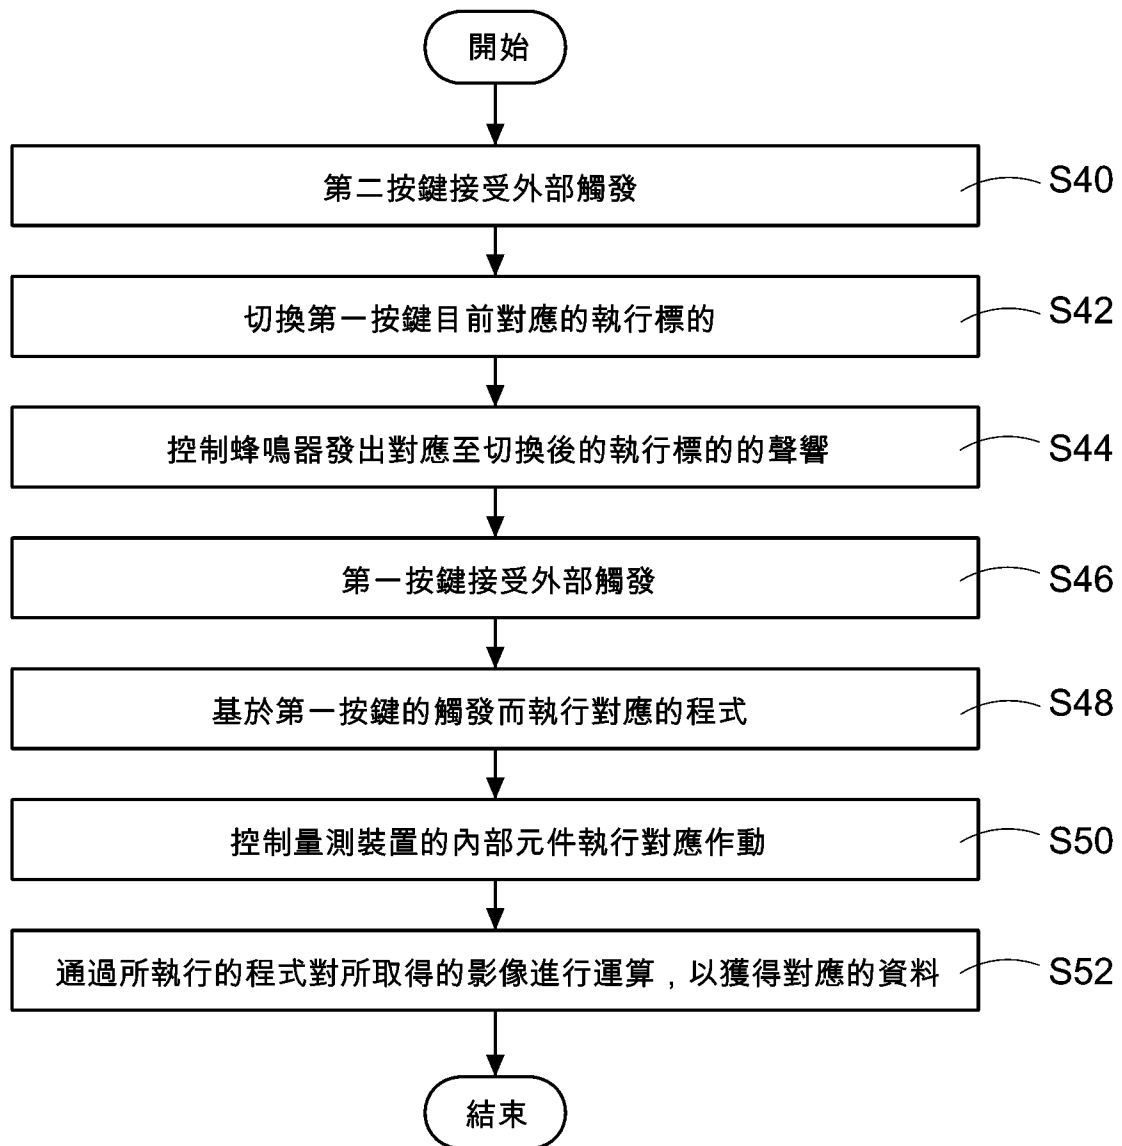 開始
第二按鍵接受外部觸發
S40
切換第一按鍵目前對應的執行標的
S42
控制蜂鳴器發出對應至切換後的執行標的的聲響
S44
第一按鍵接受外部觸發
S46
基於第一按鍵的觸發而執行對應的程式
S48
控制量測裝置的內部元件執行對應作動
S50
通過所執行的程式對所取得的影像進行運算，以獲得對應的資料
S52
結束